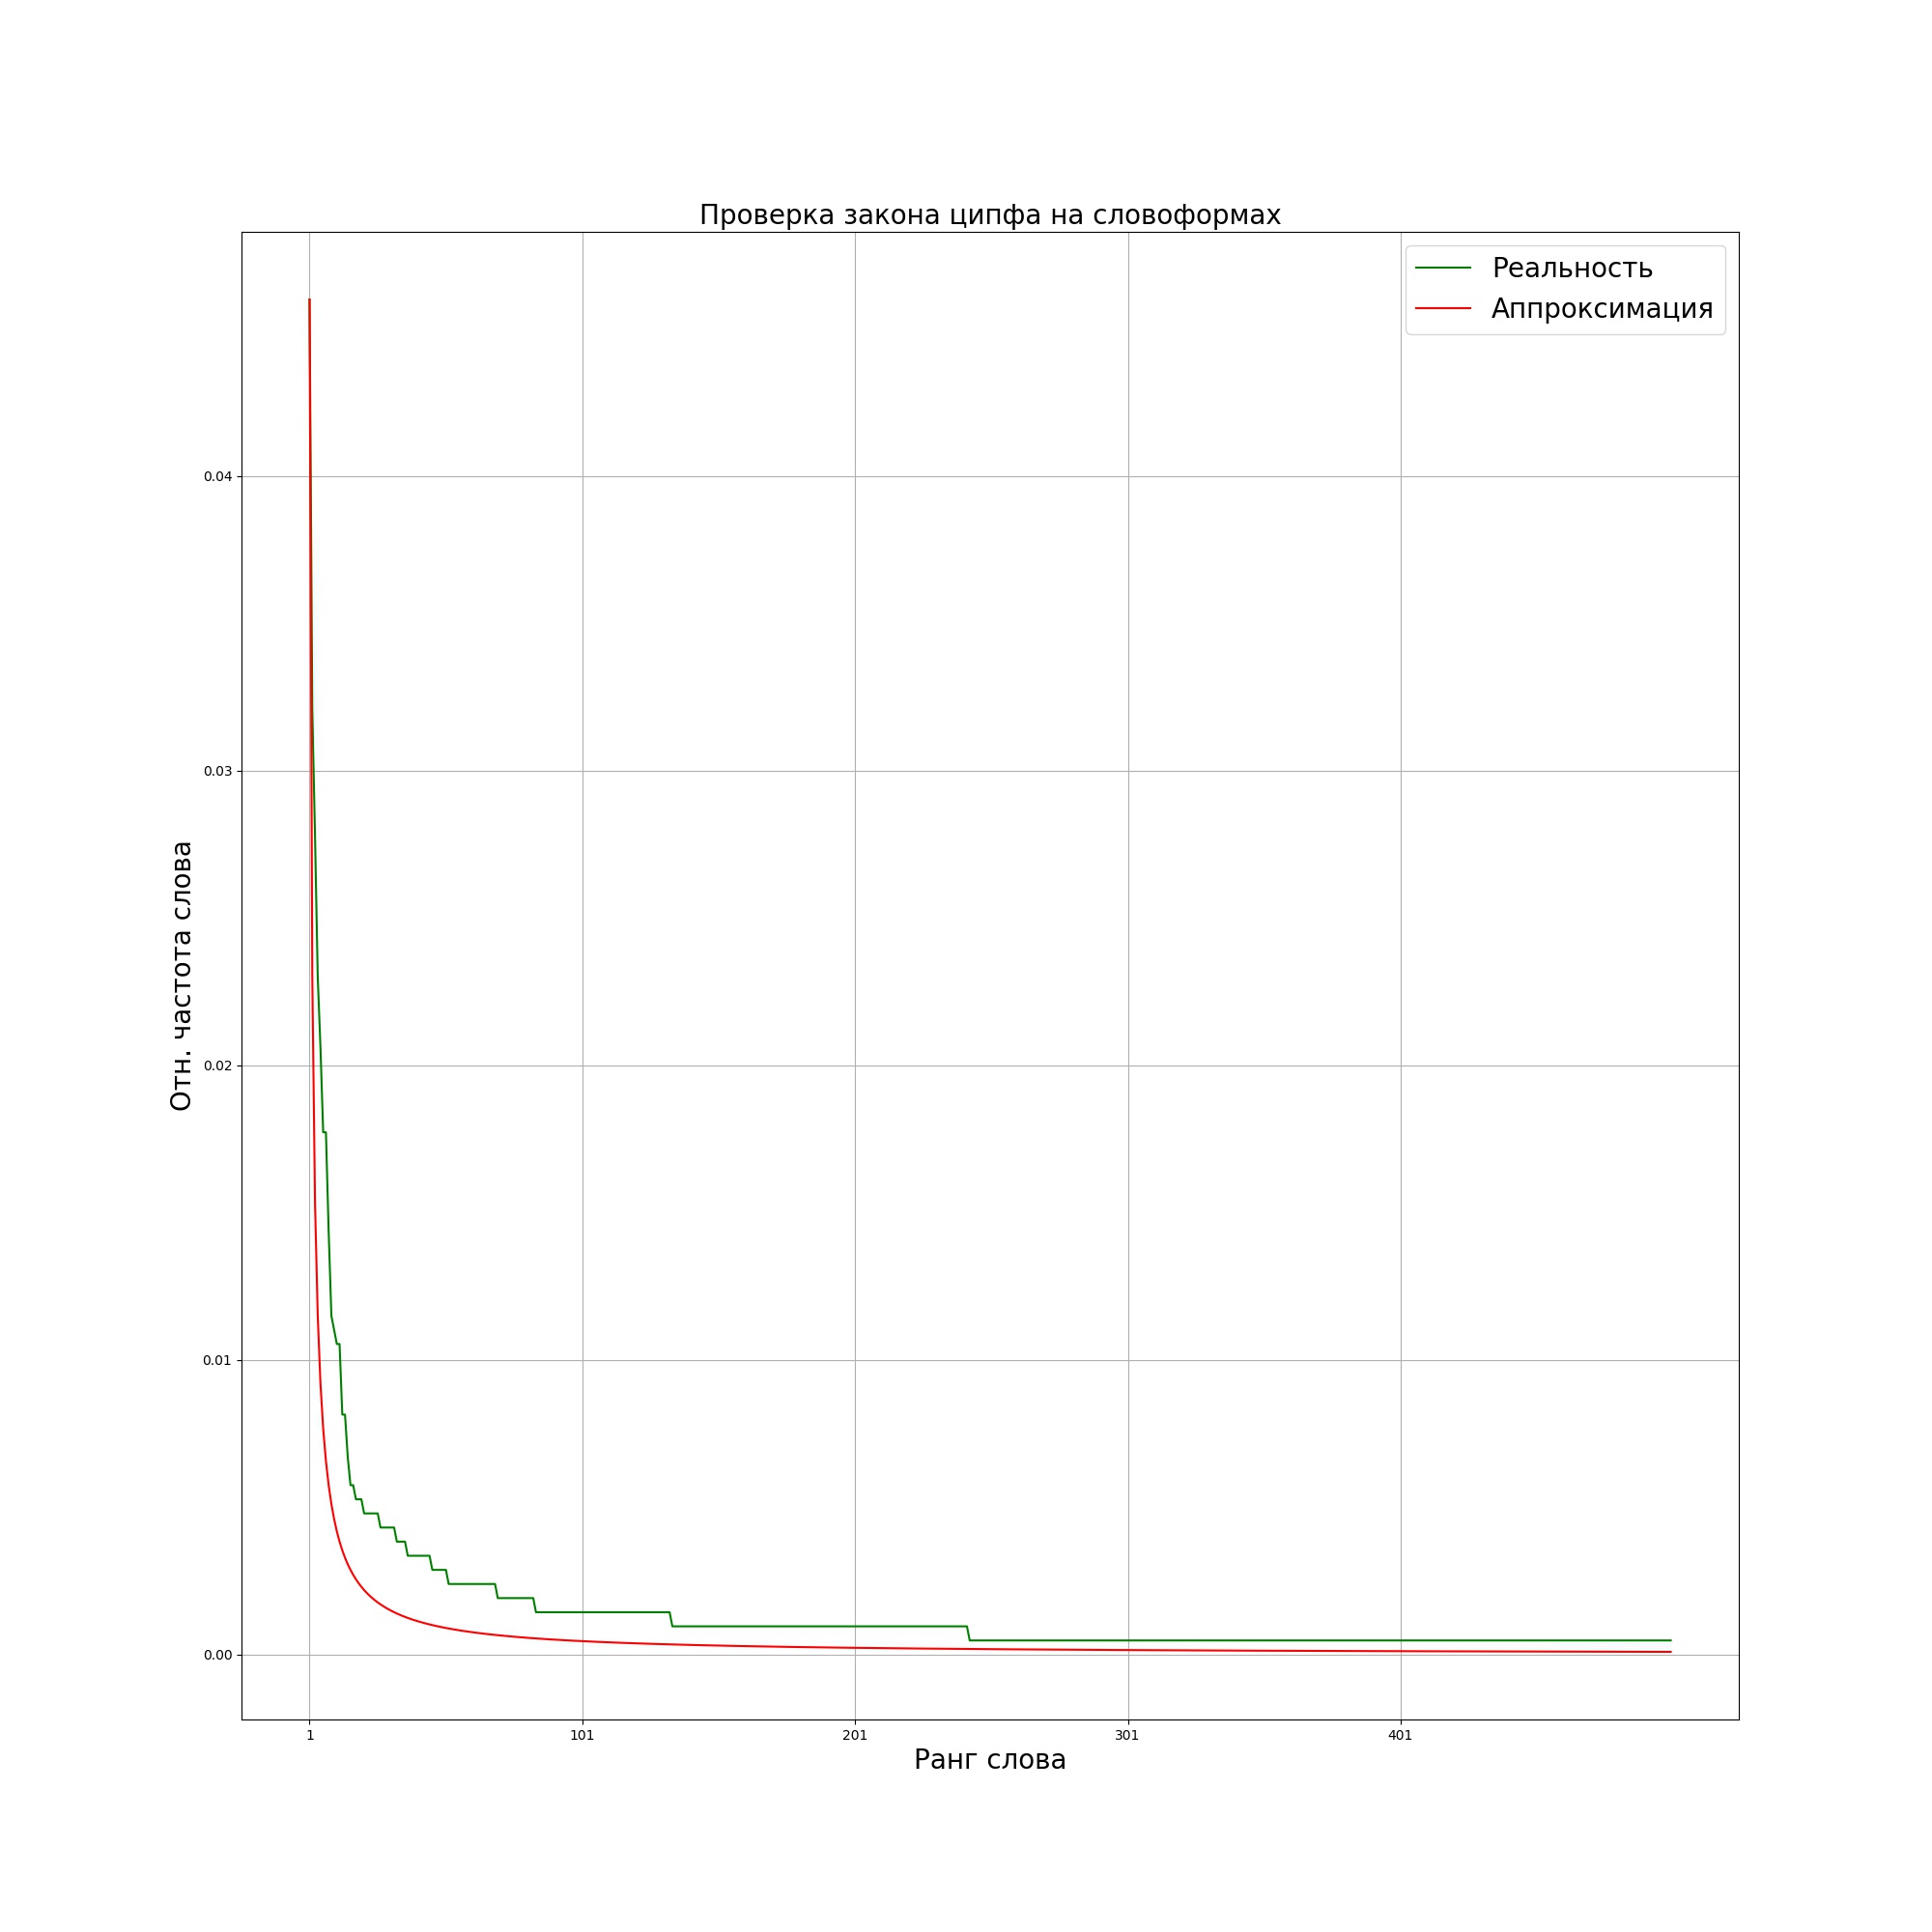 Проверка закона ципфа на словоформах
Реальность
Аппроксимация
Отн. частота слова
0.04
0.03
0.02
0.01
0.00
1
101
201
301
401
Ранг слова